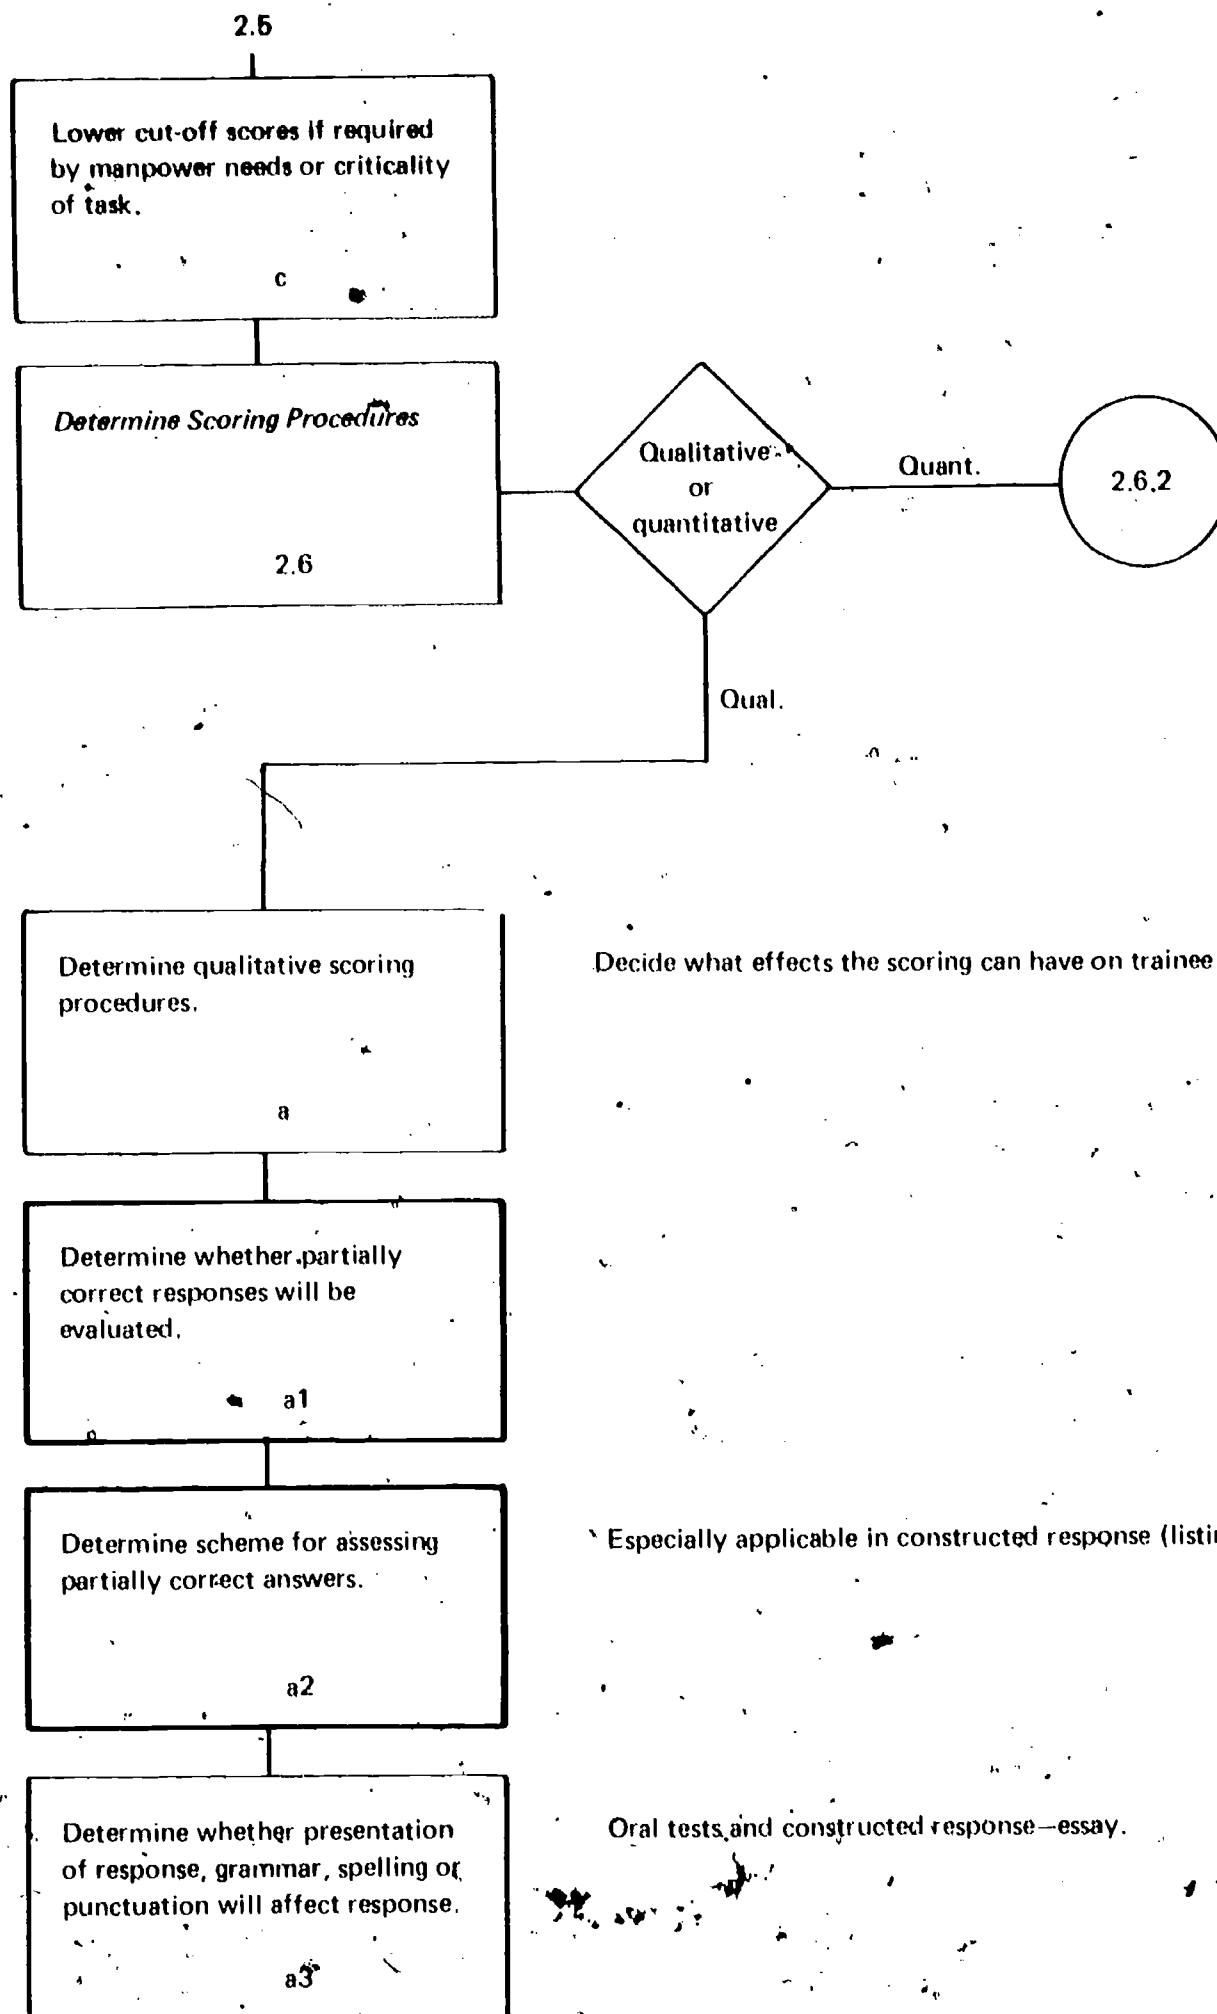 2.5
Lower cut-off scores if required
by manpower needs or criticality
of task.
c
Determine Scoring Procedures
2.6
Qualitative
or
quantitative
Quant.
2.6.2
Qual.
Determine qualitative scoring
procedures.
a
Decide what effects the scoring can have on trainee
Determine whether partially
correct responses will be
evaluated.
a1
Determine scheme for assessing
partially correct answers.
a2
Especially applicable in constructed response (listin
Determine whether presentation
of response, grammar, spelling or
punctuation will affect response.
a3
Oral tests and constructed response—essay.